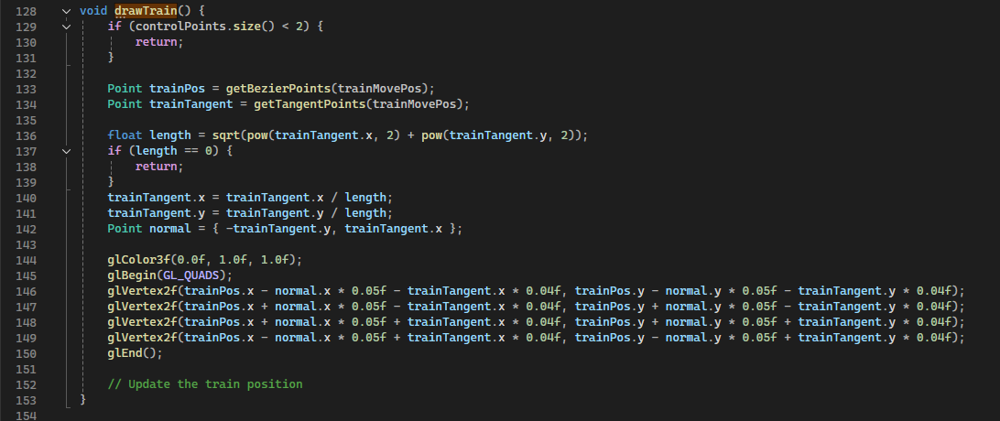 128 void drawTrain() {
129 if (controlPoints.size() < 2) {
130 return;
131 }
132
133 Point trainPos = getBezierPoints(trainMovePos);
134 Point trainTangent = getTangentPoints(trainMovePos);
135
136 float length = sqrt(pow(trainTangent.x, 2) + pow(trainTangent.y, 2));
137 if (length == 0) {
138 return;
139 }
140 trainTangent.x = trainTangent.x / length;
141 trainTangent.y = trainTangent.y / length;
142 Point normal = { -trainTangent.y, trainTangent.x };
143
144 glColor3f(0.0f, 1.0f, 1.0f);
145 glBegin(GL_QUADS);
146 glVertex2f(trainPos.x - normal.x * 0.05f - trainTangent.x * 0.04f, trainPos.y - normal.y * 0.05f - trainTangent.y * 0.04f);
147 glVertex2f(trainPos.x + normal.x * 0.05f - trainTangent.x * 0.04f, trainPos.y + normal.y * 0.05f - trainTangent.y * 0.04f);
148 glVertex2f(trainPos.x + normal.x * 0.05f + trainTangent.x * 0.04f, trainPos.y + normal.y * 0.05f + trainTangent.y * 0.04f);
149 glVertex2f(trainPos.x - normal.x * 0.05f + trainTangent.x * 0.04f, trainPos.y - normal.y * 0.05f + trainTangent.y * 0.04f);
150 glEnd();
151
152 // Update the train position
153 }
154